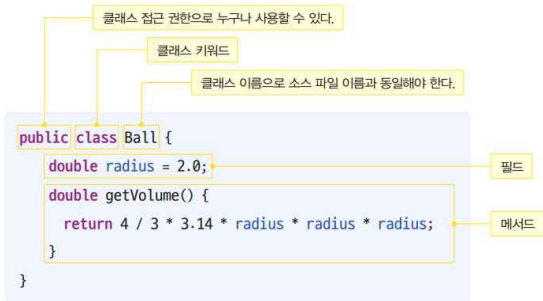 클래스 접근 권한으로 누구나 사용할 수 있다.
클래스 키워드
클래스 이름으로 소스 파일 이름과 동일해야 한다.
public class Ball {
double radius = 2.0;
필드
double getVolume() {
return 4 / 3 * 3.14 * radius * radius * radius;
메서드
}
}